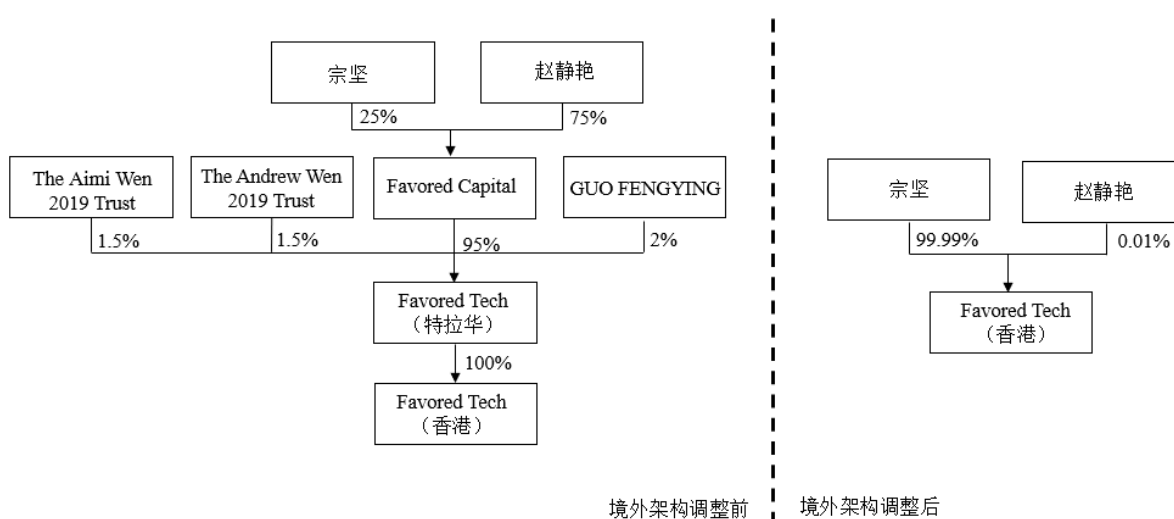 宗坚
赵静艳
25%
75%
The Aimi Wen
2019 Trust
The Andrew Wen
2019 Trust
Favored Capital
GUO FENGYING
1.5%
1.5%
95%
2%
Favored Tech
（特拉华）
100%
Favored Tech
（香港）
境外架构调整前
宗坚
赵静艳
99.99%
0.01%
Favored Tech
（香港）
境外架构调整后